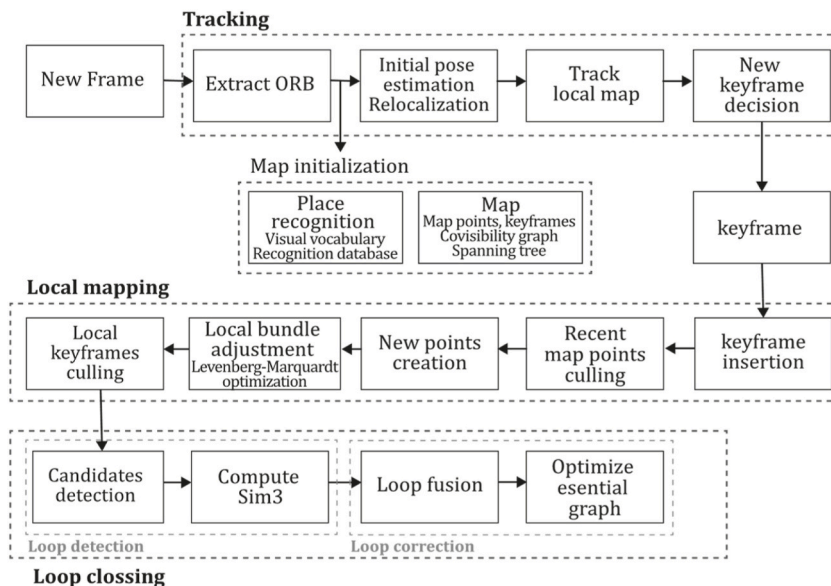 Tracking
New Frame
Extract ORB
Initial pose
estimation
Relocalization
Track
local map
New
keyframe
decision
Map initialization
Place
recognition
Visual vocabulary
Recognition database
Map
Map points, keyframes
Covisibility graph
Spanning tree
keyframe
Local mapping
Local
keyframes
culling
Local bundle
adjustment
Levenberg-Marquardt
optimization
New points
creation
Recent
map points
culling
keyframe
insertion
Candidates
detection
Compute
Sim3
Loop fusion
Optimize
esential
graph
Loop detection
Loop correction
Loop clossing